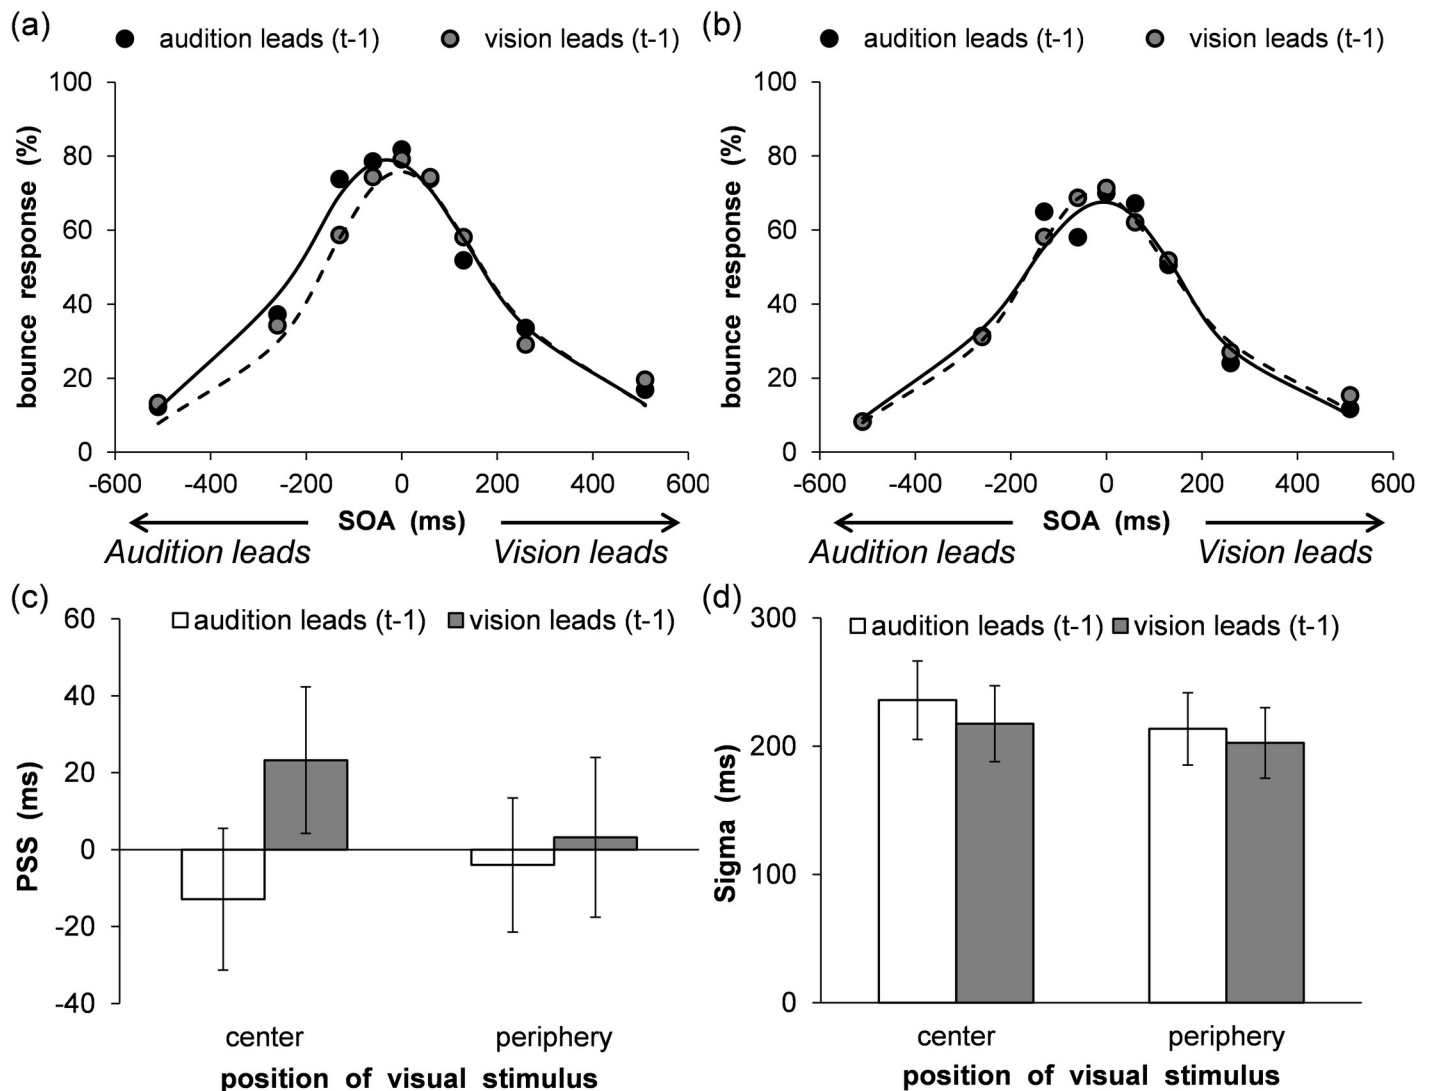 (a) audition leads (t-1) vision leads (t-1)
100
80
60
40
20
0
bounce response (%)
-600 -400 -200 0 200 400 600
SOA (ms)
Audition leads Vision leads
(b) audition leads (t-1) vision leads (t-1)
100
80
60
40
20
0
bounce response (%)
-600 -400 -200 0 200 400 600
SOA (ms)
Audition leads Vision leads
(c)
audition leads (t-1) vision leads (t-1)
60
40
20
0
-20
-40
PSS (ms)
center periphery
position of visual stimulus
(d)
audition leads (t-1) vision leads (t-1)
300
200
100
0
Sigma (ms)
center periphery
position of visual stimulus